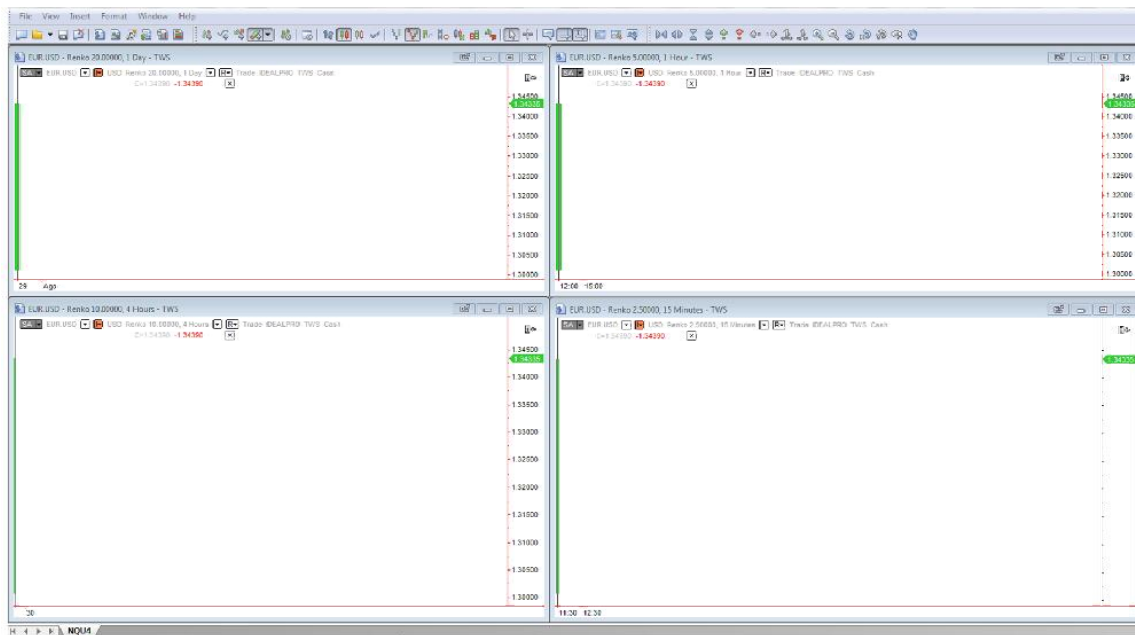 File View Insert Format Window Help
EUR.USD - Renko 20.00000, 1 Day - TWS
SA EUR.USD USD Renko 20.00000, 1 Day R Trade IDEALPRO TWS Cash
C=1.34390 -1.34390
1.34500
1.34335
1.34000
1.33500
1.33000
1.32500
1.32000
1.31500
1.31000
1.30500
1.30000
29 Ago
EUR.USD - Renko 5.00000, 1 Hour - TWS
SA EUR.USD USD Renko 5.00000, 1 Hour R Trade IDEALPRO TWS Cash
C=1.34390 -1.34390
1.34500
1.34335
1.34000
1.33500
1.33000
1.32500
1.32000
1.31500
1.31000
1.30500
1.30000
12:00 15:00
EUR.USD - Renko 10.00000, 4 Hours - TWS
SA EUR.USD USD Renko 10.00000, 4 Hours R Trade IDEALPRO TWS Cash
C=1.34390 -1.34390
1.34500
1.34335
1.34000
1.33500
1.33000
1.32500
1.32000
1.31500
1.31000
1.30500
1.30000
30
EUR.USD - Renko 2.50000, 15 Minutes - TWS
SA EUR.USD USD Renko 2.50000, 15 Minutes R Trade IDEALPRO TWS Cash
C=1.34390 -1.34390
1.34335
11:30 12:30
NQU4